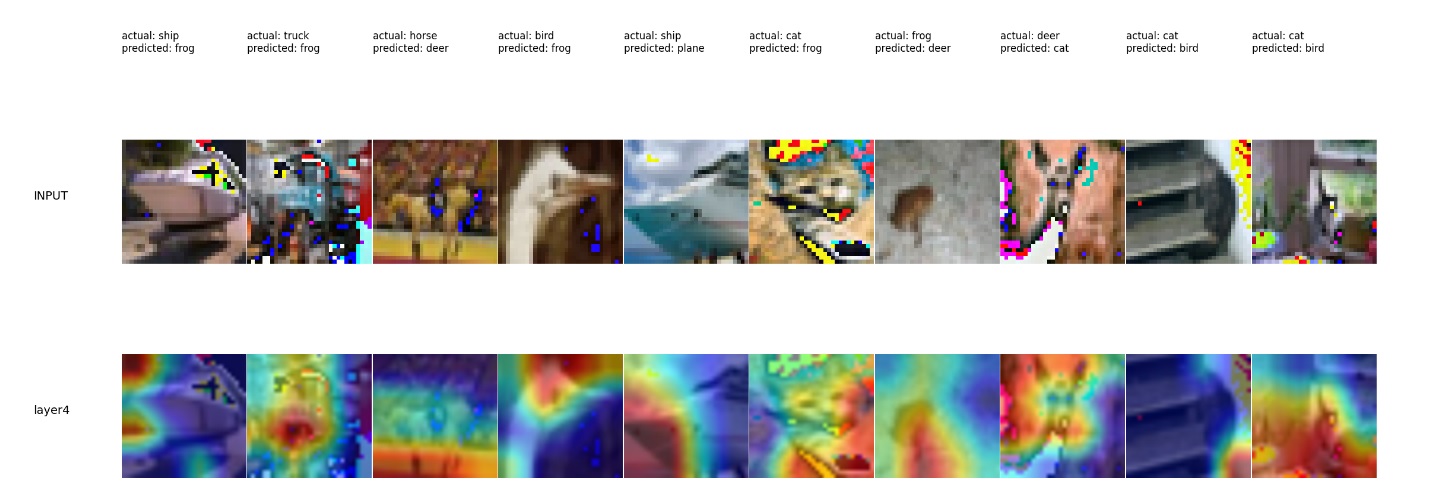 actual: ship
predicted: frog
actual: truck
predicted: frog
actual: horse
predicted: deer
actual: bird
predicted: frog
actual: ship
predicted: plane
actual: cat
predicted: frog
actual: frog
predicted: deer
actual: deer
predicted: cat
actual: cat
predicted: bird
actual: cat
predicted: bird
INPUT
layer4